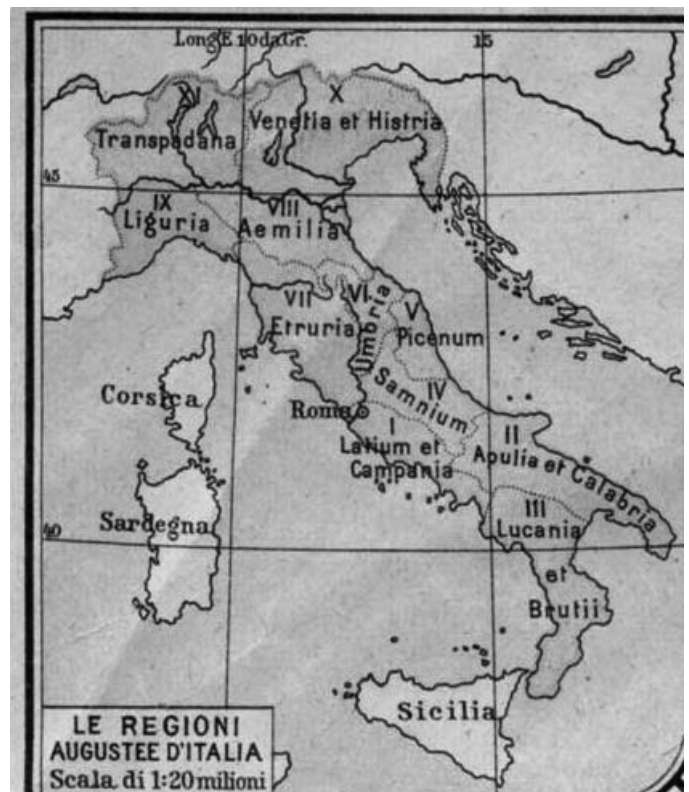 Long E 10 da Gr.
15
XI
Transpadana
X
Venetia et Histria
45
IX
Liguria
VIII
Aemilia
VII
Etruria
VI
Umbria
V
Picenum
Corsica
Roma
IV
Samnium
I
Latium et
Campania
II
Apulia et Calabria
Sardegna
III
Lucania
40
et
Brutii
Sicilia
LE REGIONI
AUGUSTEE D'ITALIA
Scala di 1:20 milioni